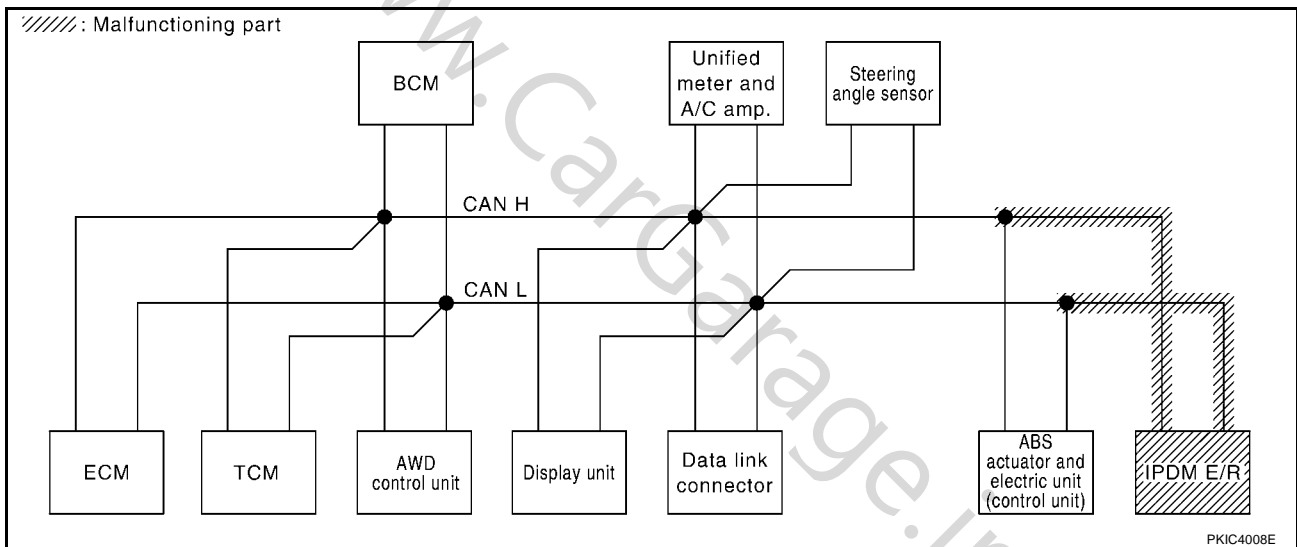 : Malfunctioning part
BCM
Unified
meter and
A/C amp.
Steering
angle sensor
CAN H
CAN L
ECM
TCM
AWD
control unit
Display unit
Data link
connector
ABS
actuator and
electric unit
(control unit)
IPDM E/R
PKIC4008E
www.CarGarage.ir